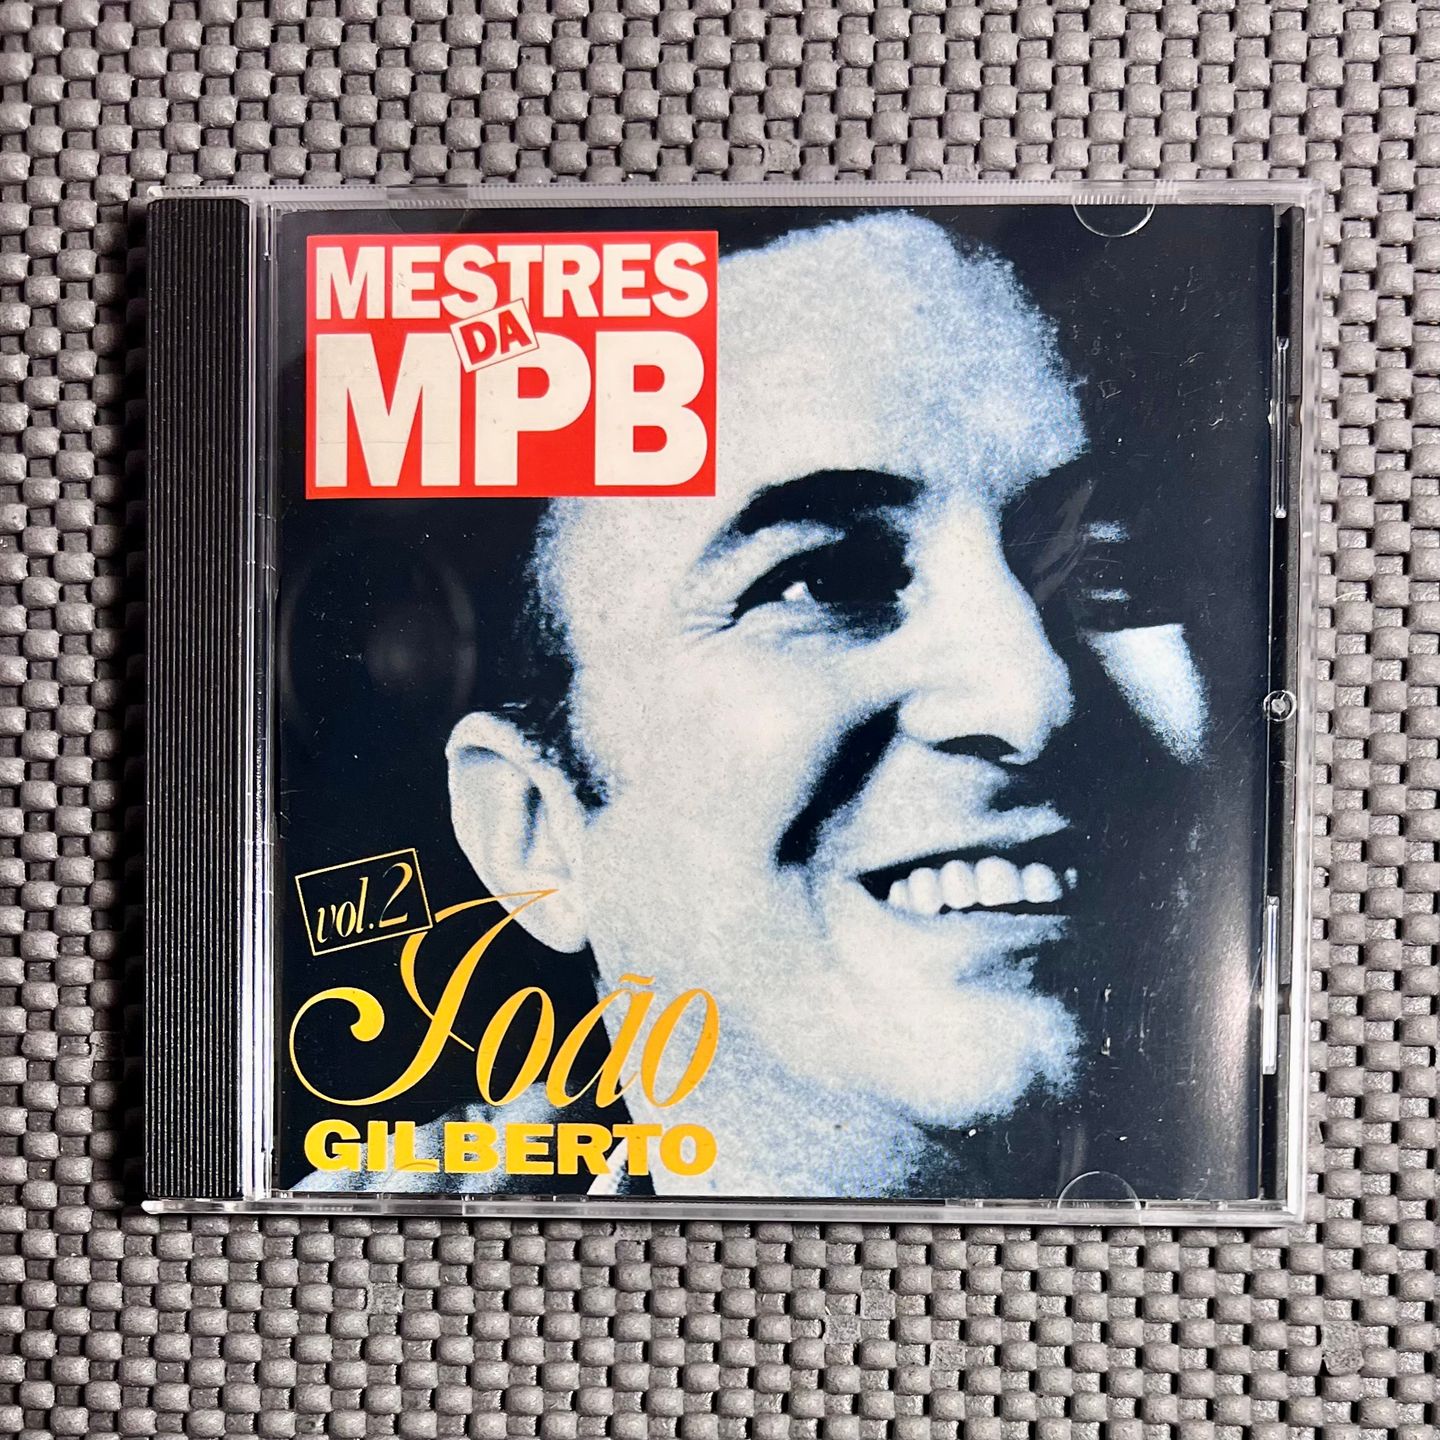 MESTRES
DA
MPB
vol.2
João
GILBERTO